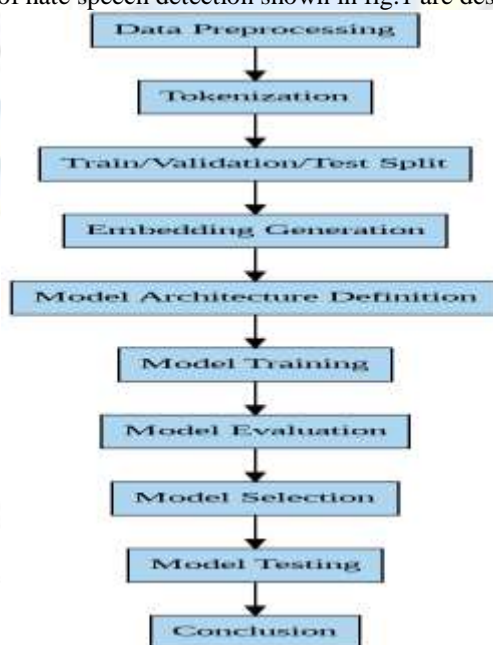 of hate speech detection shown in fig.1 are des
Data Preprocessing
Tokenization
Train/Validation/Test Split
Embedding Generation
Model Architecture Definition
Model Training
Model Evaluation
Model Selection
Model Testing
Conclusion